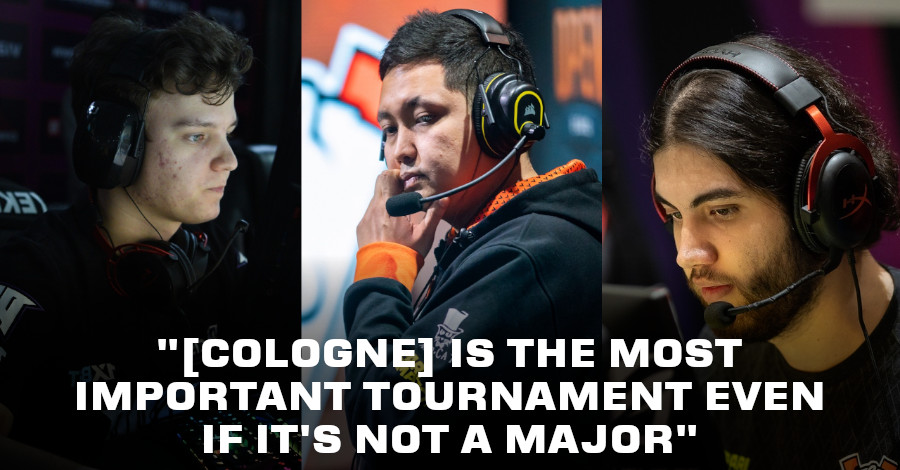 "[COLOGNE] IS THE MOST
IMPORTANT TOURNAMENT EVEN
IF IT'S NOT A MAJOR"